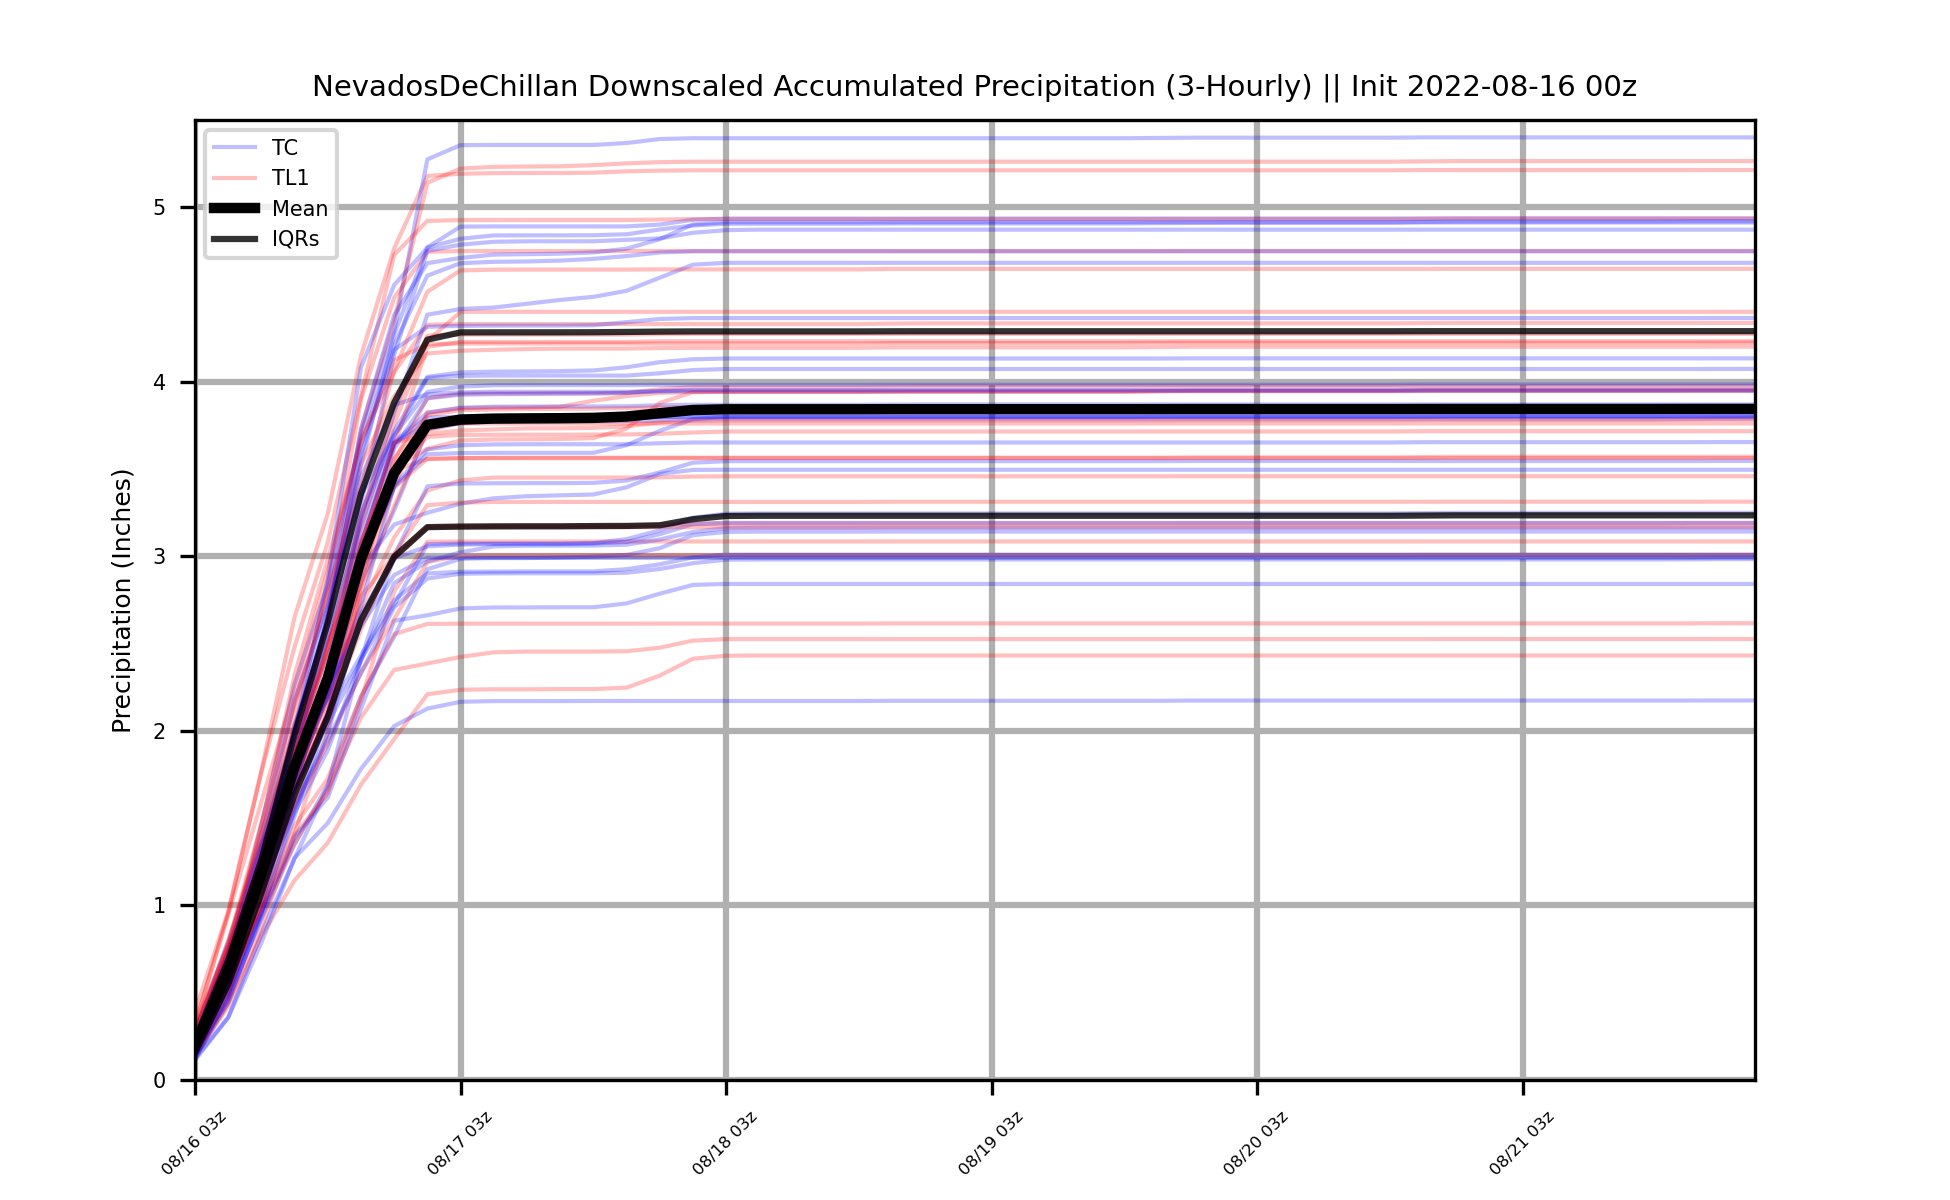 NevadosDeChillan Downscaled Accumulated Precipitation (3-Hourly) || Init 2022-08-16 00z
TC
TL1
Mean
IQRs
Precipitation (Inches)
5
4
3
2
1
0
08/16 03z
08/17 03z
08/18 03z
08/19 03z
08/20 03z
08/21 03z